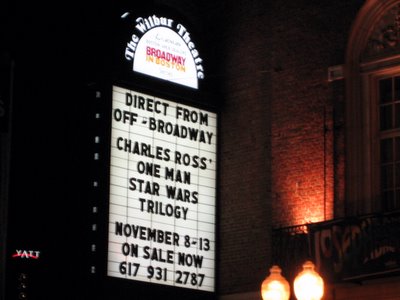 The Wilbur Theatre
BROADWAY
IN BOSTON
DIRECT FROM
OFF-BROADWAY
CHARLES ROSS'
ONE MAN
STAR WARS
TRILOGY
NOVEMBER 8-13
ON SALE NOW
617 931 2787